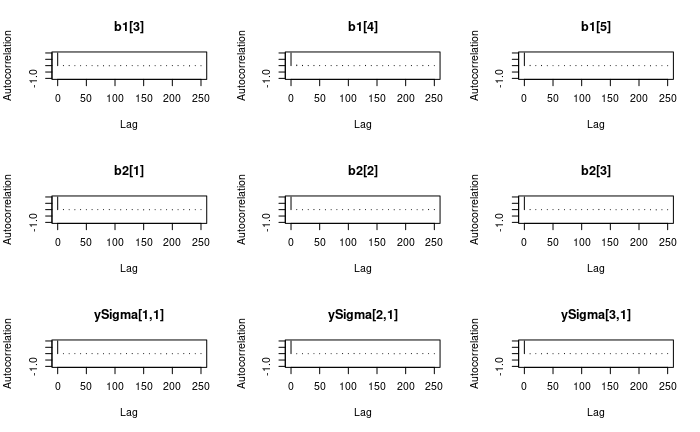 b1[3] b1[4] b1[5]
Autocorrelation Autocorrelation Autocorrelation
-1.0 -1.0 -1.0
0 50 100 150 200 250 0 50 100 150 200 250 0 50 100 150 200 250
Lag Lag Lag
b2[1] b2[2] b2[3]
Autocorrelation Autocorrelation Autocorrelation
-1.0 -1.0 -1.0
0 50 100 150 200 250 0 50 100 150 200 250 0 50 100 150 200 250
Lag Lag Lag
ySigma[1,1] ySigma[2,1] ySigma[3,1]
Autocorrelation Autocorrelation Autocorrelation
-1.0 -1.0 -1.0
0 50 100 150 200 250 0 50 100 150 200 250 0 50 100 150 200 250
Lag Lag Lag